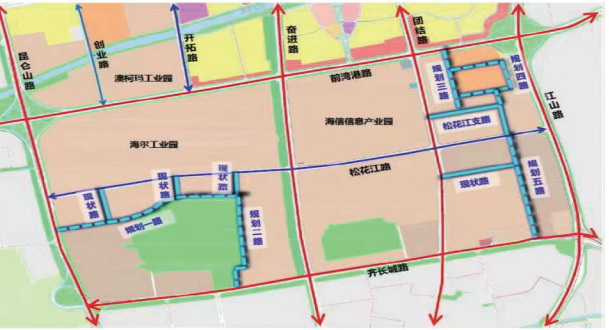 昆仑山路
创业路
开拓路
奋进路
团结路
江山路
澳柯玛工业园
前湾港路
规划三路
规划四路
海尔工业园
海信信息产业园
松花江支路
松花江路
现状路
现状路
现状路
现状路
规划一路
规划二路
规划五路
齐长城路